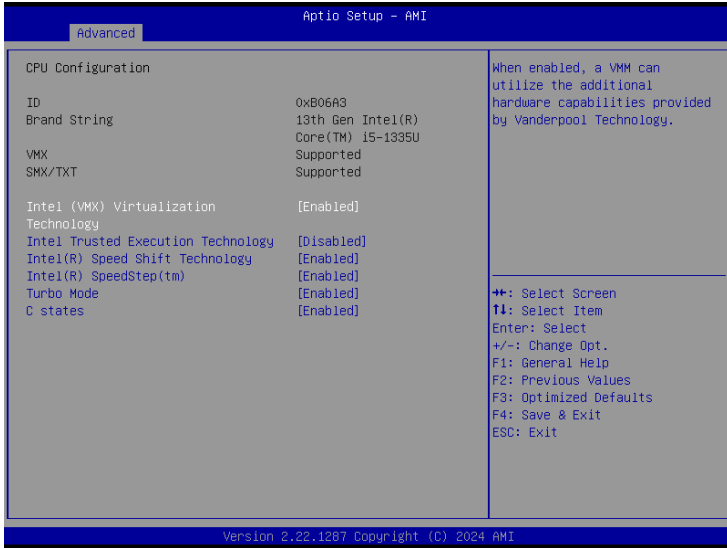 Aptio Setup - AMI
Advanced
CPU Configuration
ID 0xB06A3
Brand String 13th Gen Intel(R)
Core(TM) i5-1335U
VMX Supported
SMX/TXT Supported
Intel (VMX) Virtualization [Enabled]
Technology
Intel Trusted Execution Technology [Disabled]
Intel(R) Speed Shift Technology [Enabled]
Intel(R) SpeedStep(tm) [Enabled]
Turbo Mode [Enabled]
C states [Enabled]
When enabled, a VMM can
utilize the additional
hardware capabilities provided
by Vanderpool Technology.
→←: Select Screen
↑↓: Select Item
Enter: Select
+/-: Change Opt.
F1: General Help
F2: Previous Values
F3: Optimized Defaults
F4: Save & Exit
ESC: Exit
Version 2.22.1287 Copyright (C) 2024 AMI